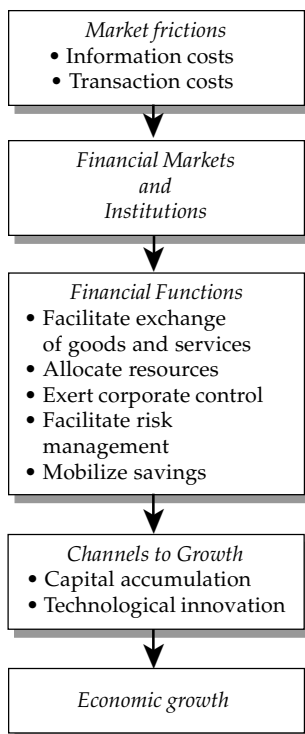 Market frictions
• Information costs
• Transaction costs
Financial Markets
and
Institutions
Financial Functions
• Facilitate exchange
of goods and services
• Allocate resources
• Exert corporate control
• Facilitate risk
management
• Mobilize savings
Channels to Growth
• Capital accumulation
• Technological innovation
Economic growth